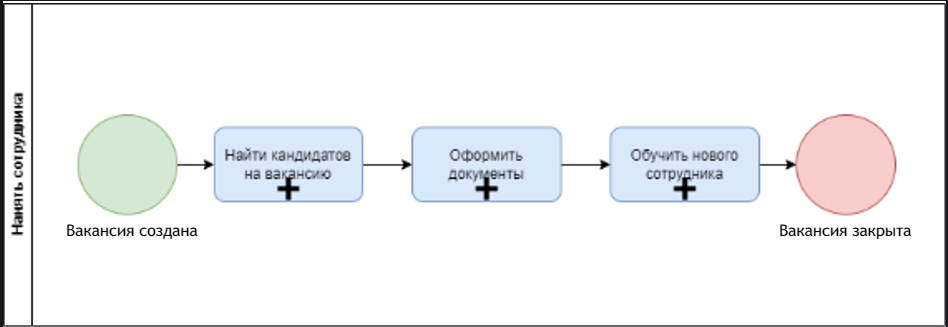 Нанять сотрудника
Найти кандидатов
на вакансию
Оформить
документы
Обучить нового
сотрудника
Вакансия создана
Вакансия закрыта